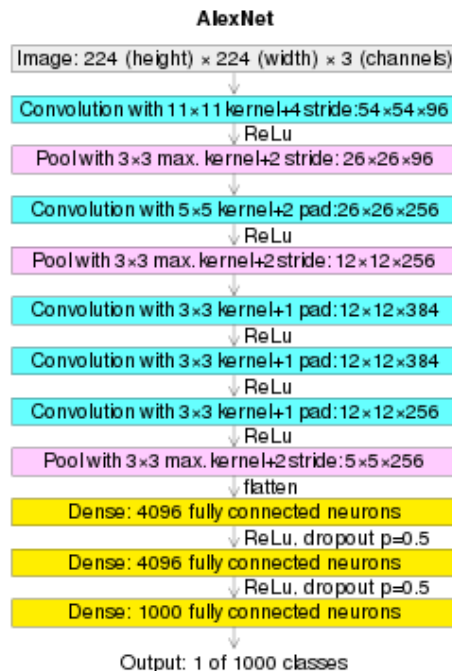 AlexNet
Image: 224 (height) × 224 (width) × 3 (channels)
Convolution with 11×11 kernel+4 stride:54×54×96
ReLu
Pool with 3×3 max. kernel+2 stride: 26×26×96
Convolution with 5×5 kernel+2 pad:26×26×256
ReLu
Pool with 3×3 max.kernel+2stride:12×12×256
Convolution with 3×3 kernel+1 pad:12×12×384
ReLu
Convolution with 3×3 kernel+1 pad:12×12×384
ReLu
Convolution with 3×3 kernel+1 pad:12×12×256
ReLu
Pool with 3×3 max.kernel+2stride:5×5×256
flatten
Dense: 4096 fully connected neurons
ReLu, dropout p=0.5
Dense: 4096 fully connected neurons
ReLu, dropout p=0.5
Dense: 1000 fully connected neurons
Output: 1 of 1000 classes